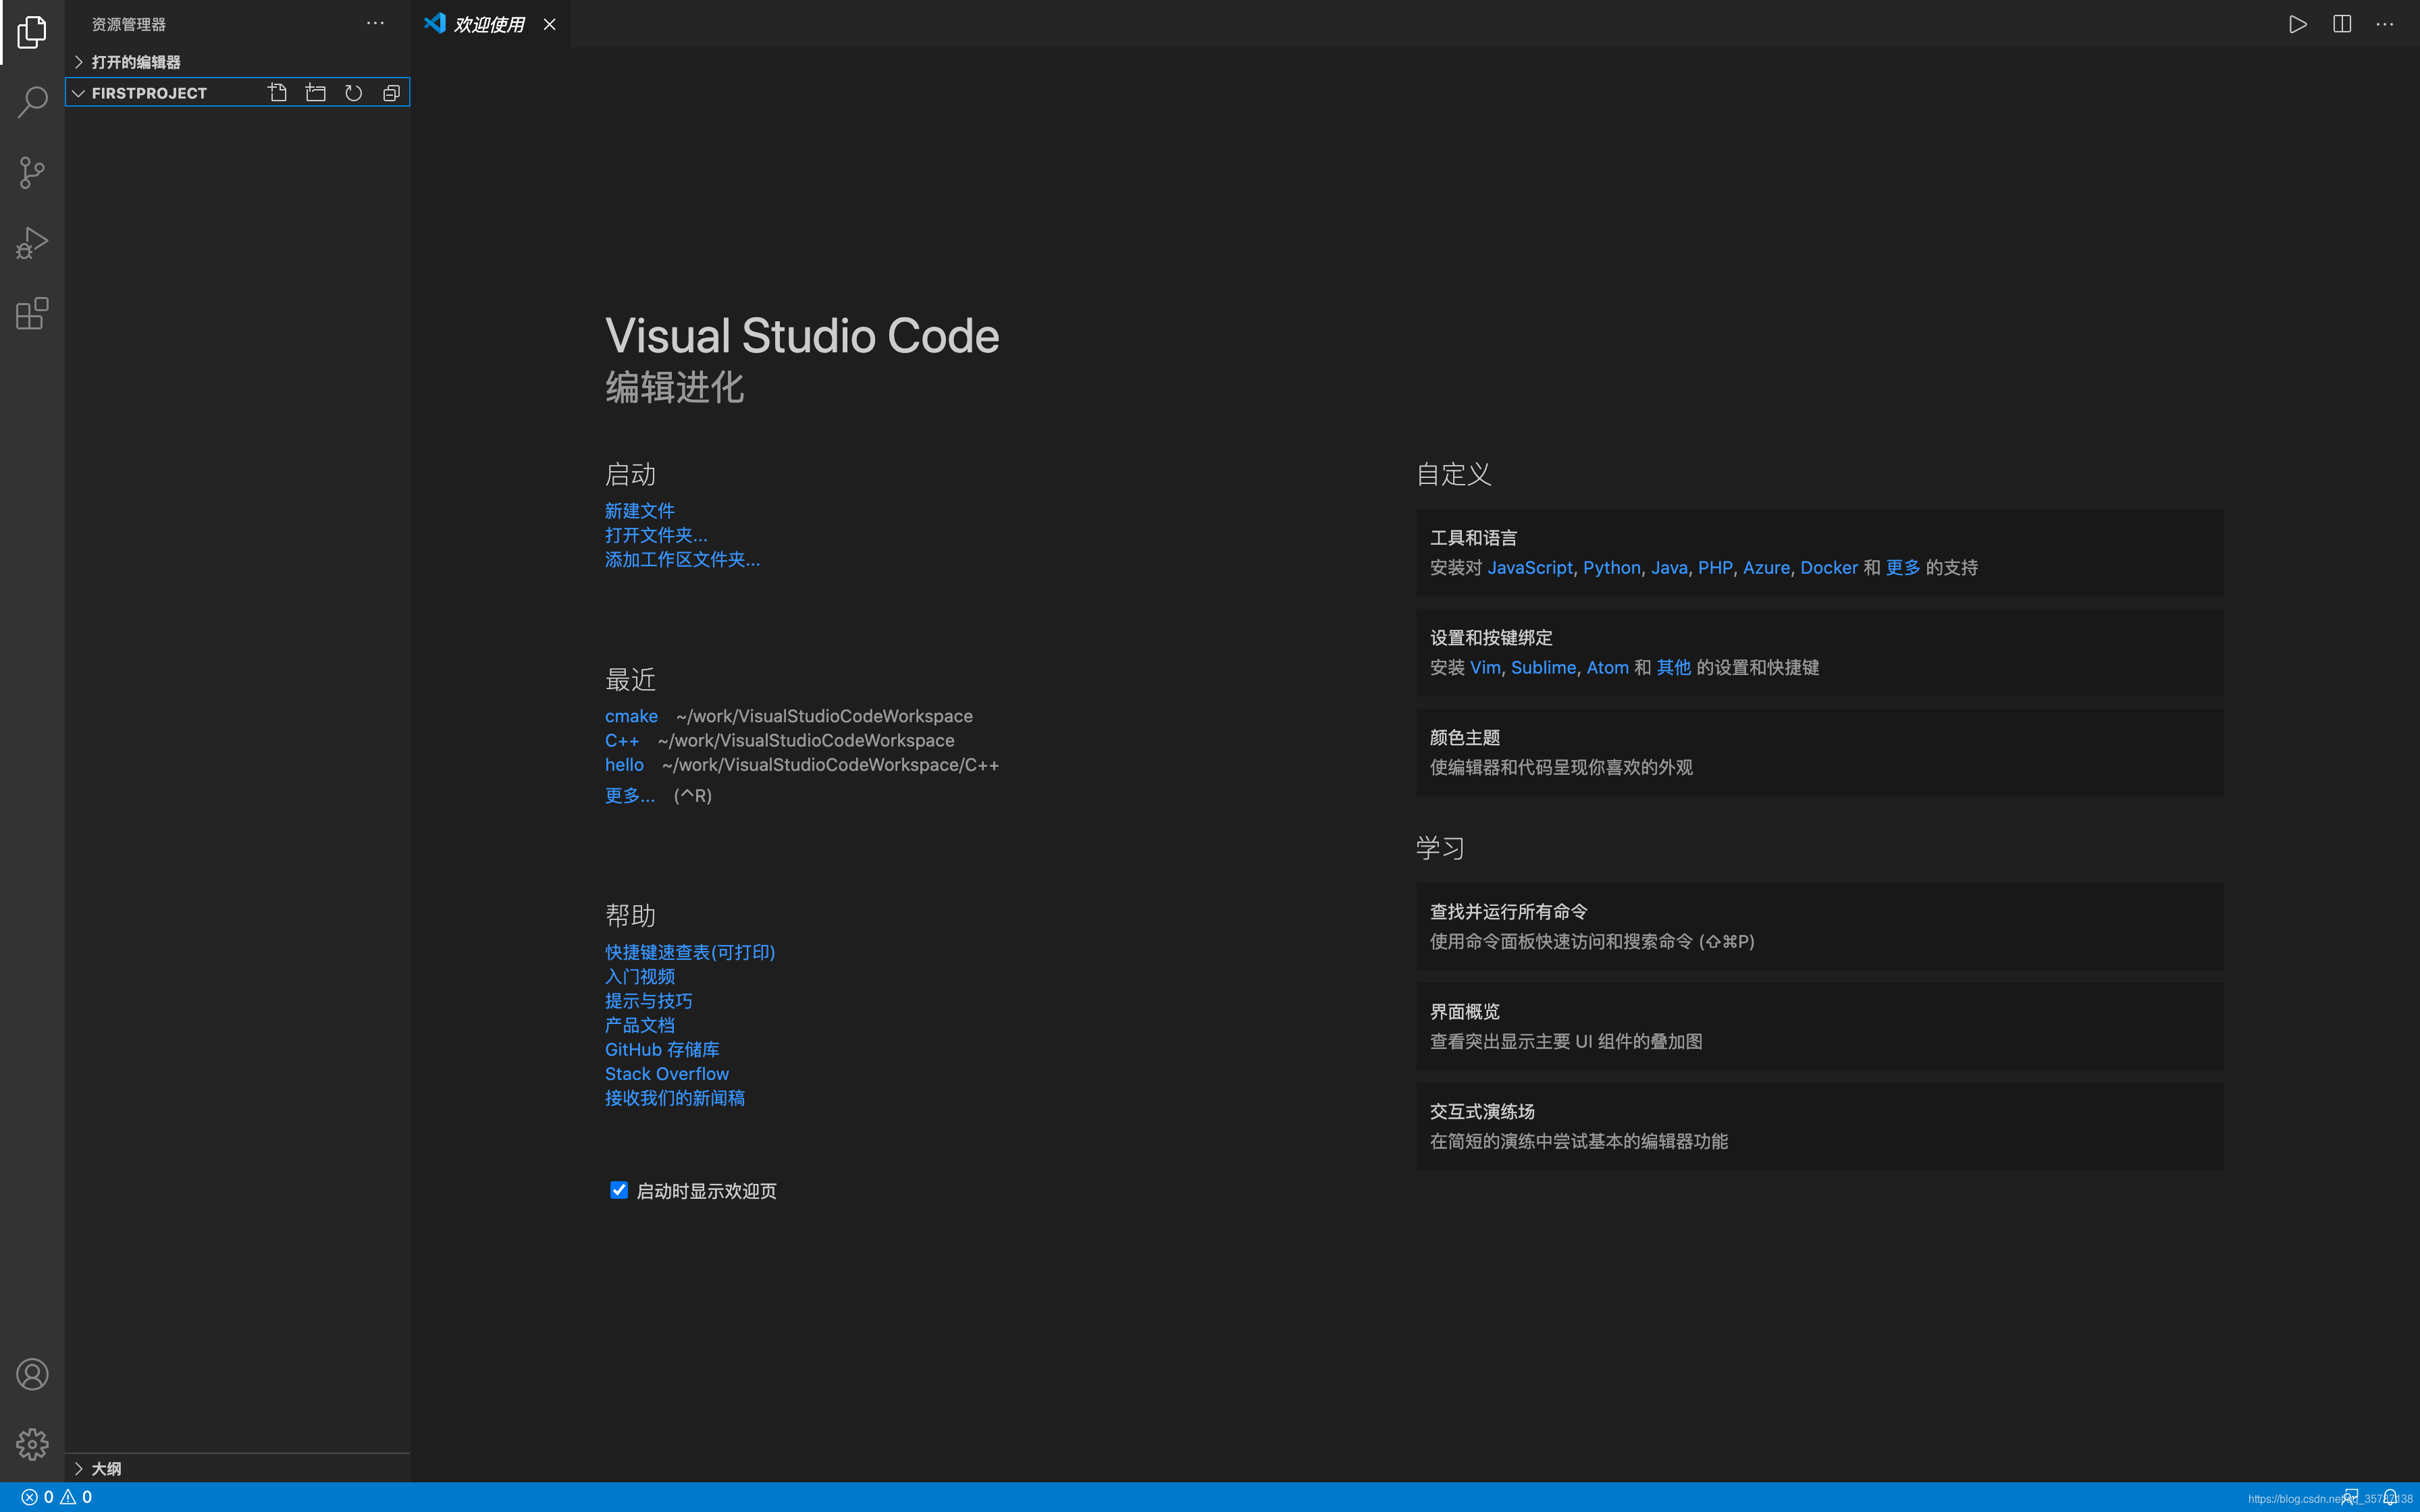 资源管理器
欢迎使用
打开的编辑器
FIRSTPROJECT
Visual Studio Code
编辑进化
启动
新建文件
打开文件夹...
添加工作区文件夹...
最近
cmake ~/work/VisualStudioCodeWorkspace
C++ ~/work/VisualStudioCodeWorkspace
hello ~/work/VisualStudioCodeWorkspace/C++
更多... (^R)
帮助
快捷键速查表(可打印)
入门视频
提示与技巧
产品文档
GitHub 存储库
Stack Overflow
接收我们的新闻稿
启动时显示欢迎页
自定义
工具和语言
安装对 JavaScript, Python, Java, PHP, Azure, Docker 和 更多 的支持
设置和按键绑定
安装 Vim, Sublime, Atom 和 其他 的设置和快捷键
颜色主题
使编辑器和代码呈现你喜欢的外观
学习
查找并运行所有命令
使用命令面板快速访问和搜索命令 (⇧⌘P)
界面概览
查看突出显示主要 UI 组件的叠加图
交互式演练场
在简短的演练中尝试基本的编辑器功能
大纲
0 0